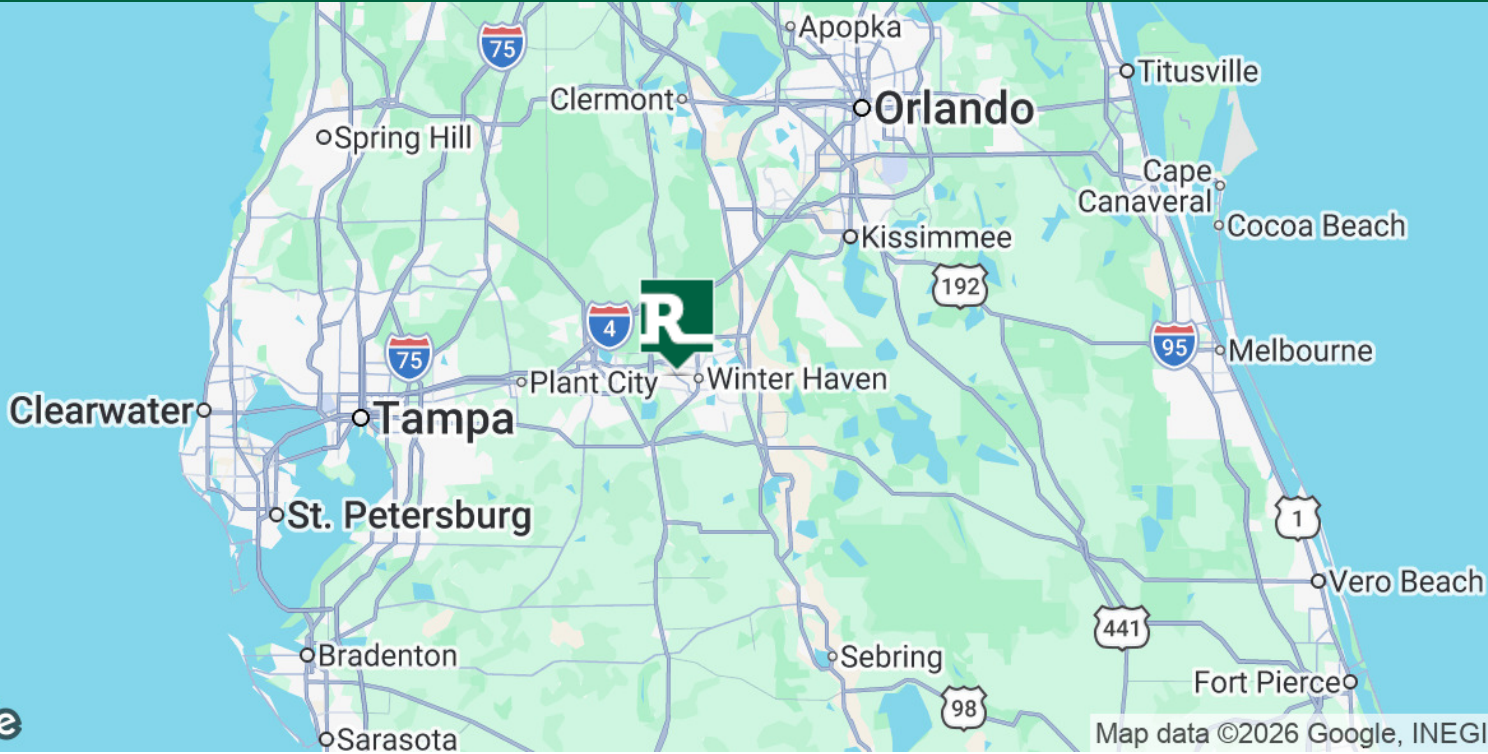 Apopka
75
Titusville
Clermont
Orlando
Spring Hill
Cape
Canaveral
Cocoa Beach
Kissimmee
192
R
4
75
95
Melbourne
Plant City
Winter Haven
Clearwater
Tampa
St. Petersburg
1
Vero Beach
441
Bradenton
Sebring
Fort Pierce
98
Sarasota
e
Map data ©2026 Google, INEGI